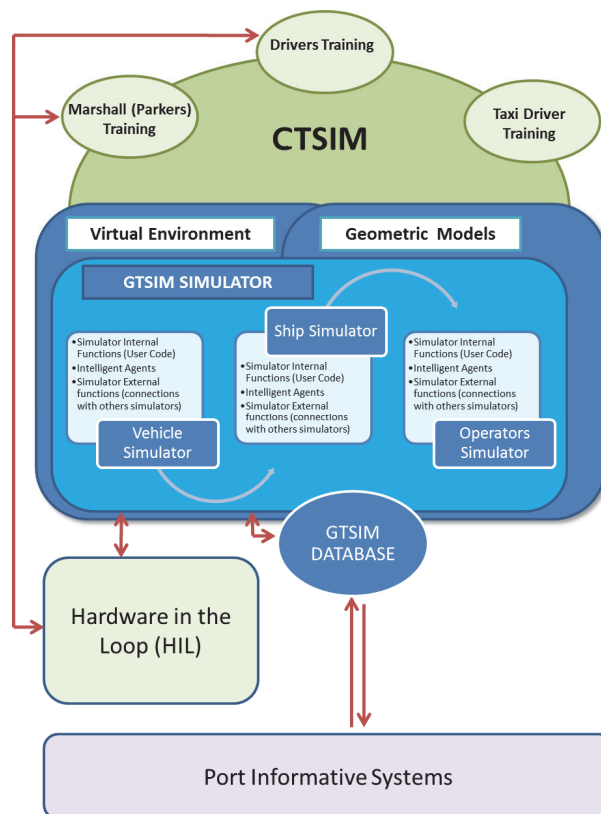 Drivers Training
Marshall (Parkers)
Training
Taxi Driver
Training
CTSIM
Virtual Environment
Geometric Models
GTSIM SIMULATOR
•Simulator Internal
Functions (User Code)
•Intelligent Agents
•Simulator External
functions (connections
with others simulators)
Vehicle
Simulator
Ship Simulator
•Simulator Internal
Functions (User Code)
•Intelligent Agents
•Simulator External
functions (connections
with others simulators)
•Simulator Internal
Functions (User Code)
•Intelligent Agents
•Simulator External
functions (connections
with others simulators)
Operators
Simulator
GTSIM
DATABASE
Hardware in the
Loop (HIL)
Port Informative Systems